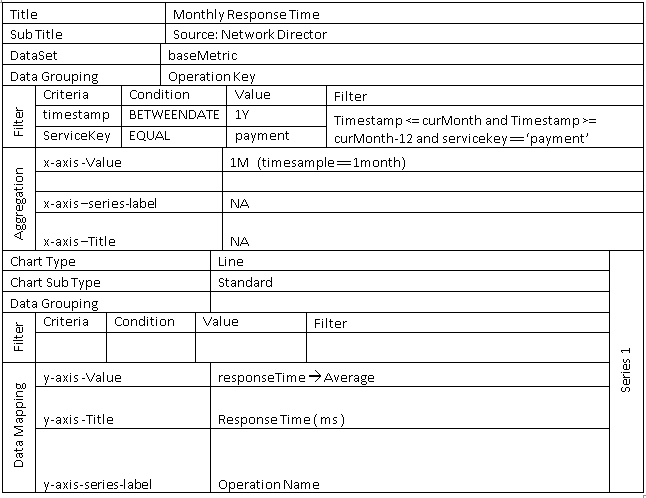 Title Monthly Response Time
Sub Title Source: Network Director
DataSet baseMetric
Data Grouping Operation Key
Filter
Criteria Condition Value Filter
timestamp BETWEENDATE 1Y Timestamp <= curMonth and Timestamp >=
ServiceKey EQUAL payment curMonth-12 and servicekey == ‘payment’
Aggregation
x-axis -Value 1M (timesample == 1month)
x-axis –series-label NA
x-axis –Title NA
Chart Type Line
Chart Sub Type Standard
Data Grouping
Filter
Criteria Condition Value Filter
Series 1
Data Mapping
y-axis -Value responseTime → Average
y-axis -Title Response Time ( ms )
y-axis-series-label Operation Name